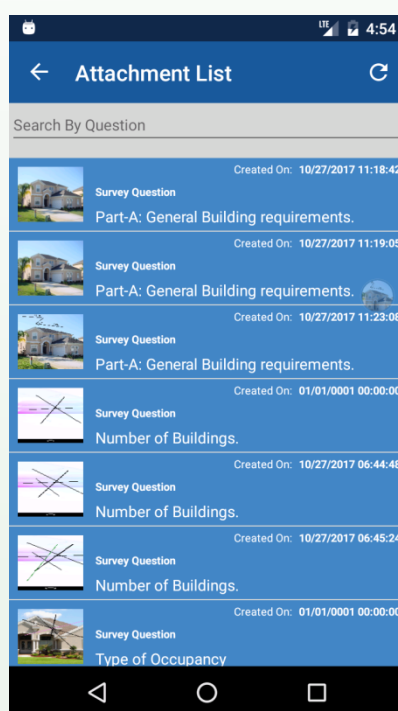 LTE 4:54
Attachment List
Search By Question
Created On: 10/27/2017 11:18:42
Survey Question
Part-A: General Building requirements.
Created On: 10/27/2017 11:19:05
Survey Question
Part-A: General Building requirements.
Created On: 10/27/2017 11:23:08
Survey Question
Part-A: General Building requirements.
Created On: 01/01/0001 00:00:00
Survey Question
Number of Buildings.
Created On: 10/27/2017 06:44:48
Survey Question
Number of Buildings.
Created On: 10/27/2017 06:45:24
Survey Question
Number of Buildings.
Created On: 01/01/0001 00:00:00
Survey Question
Type of Occupancy